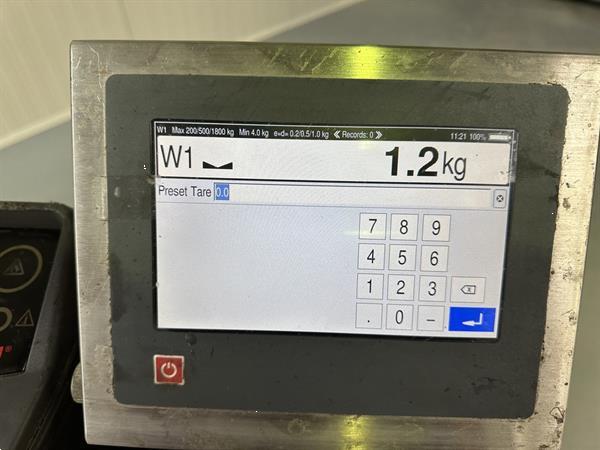 W1 Max 200/500/1800 kg Min 4.0 kg e=d= 0.2/0.5/1.0 kg ≪ Records: 0 ≫ 11:21 100%
W1 1.2 kg
Preset Tare 0.0
7 8 9
4 5 6
1 2 3
. 0 –